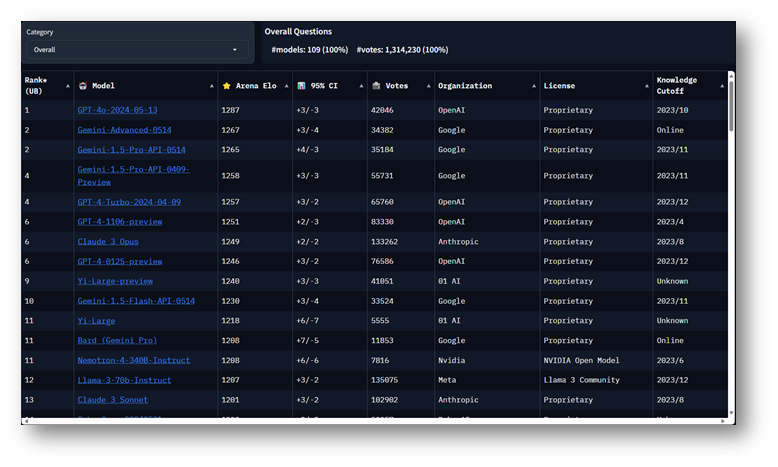 Category
Overall
Overall Questions
#models: 109 (100%) #votes: 1,314,230 (100%)
Rank* (UB) Model Arena Elo 95% CI Votes Organization License Knowledge Cutoff
1 GPT-4o-2024-05-13 1287 +3/-3 42046 OpenAI Proprietary 2023/10
2 Gemini-Advanced-0514 1267 +3/-4 34382 Google Proprietary Online
2 Gemini-1.5-Pro-API-0514 1265 +4/-3 35184 Google Proprietary 2023/11
4 Gemini-1.5-Pro-API-0409-Preview 1258 +3/-3 55731 Google Proprietary 2023/11
4 GPT-4-Turbo-2024-04-09 1257 +3/-2 65760 OpenAI Proprietary 2023/12
6 GPT-4-1106-preview 1251 +2/-3 83330 OpenAI Proprietary 2023/4
6 Claude 3 Opus 1249 +2/-2 133262 Anthropic Proprietary 2023/8
6 GPT-4-0125-preview 1246 +3/-2 76586 OpenAI Proprietary 2023/12
9 Yi-Large-preview 1240 +3/-3 41051 01 AI Proprietary Unknown
10 Gemini-1.5-Flash-API-0514 1230 +3/-4 33524 Google Proprietary 2023/11
11 Yi-Large 1218 +6/-7 5555 01 AI Proprietary Unknown
11 Bard (Gemini Pro) 1208 +7/-5 11853 Google Proprietary Online
11 Nemotron-4-340B-Instruct 1208 +6/-6 7816 Nvidia NVIDIA Open Model 2023/6
12 Llama-3-70b-Instruct 1207 +3/-2 135075 Meta Llama 3 Community 2023/12
13 Claude 3 Sonnet 1201 +3/-2 102902 Anthropic Proprietary 2023/8